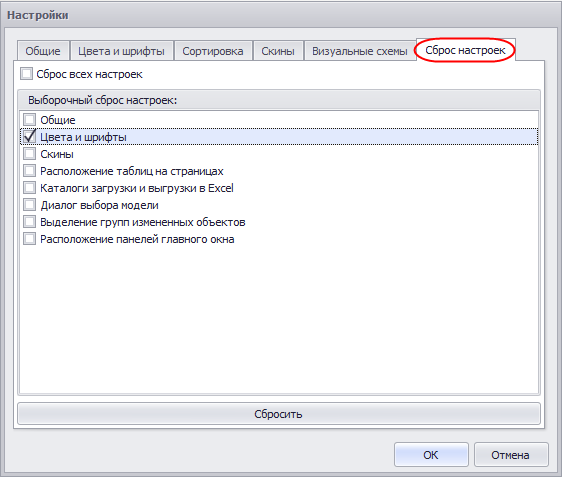 Настройки
Общие Цвета и шрифты Сортировка Скины Визуальные схемы Сброс настроек
Сброс всех настроек
Выборочный сброс настроек:
Общие
Цвета и шрифты
Скины
Расположение таблиц на страницах
Каталоги загрузки и выгрузки в Excel
Диалог выбора модели
Выделение групп измененных объектов
Расположение панелей главного окна
Сбросить
ОК Отмена